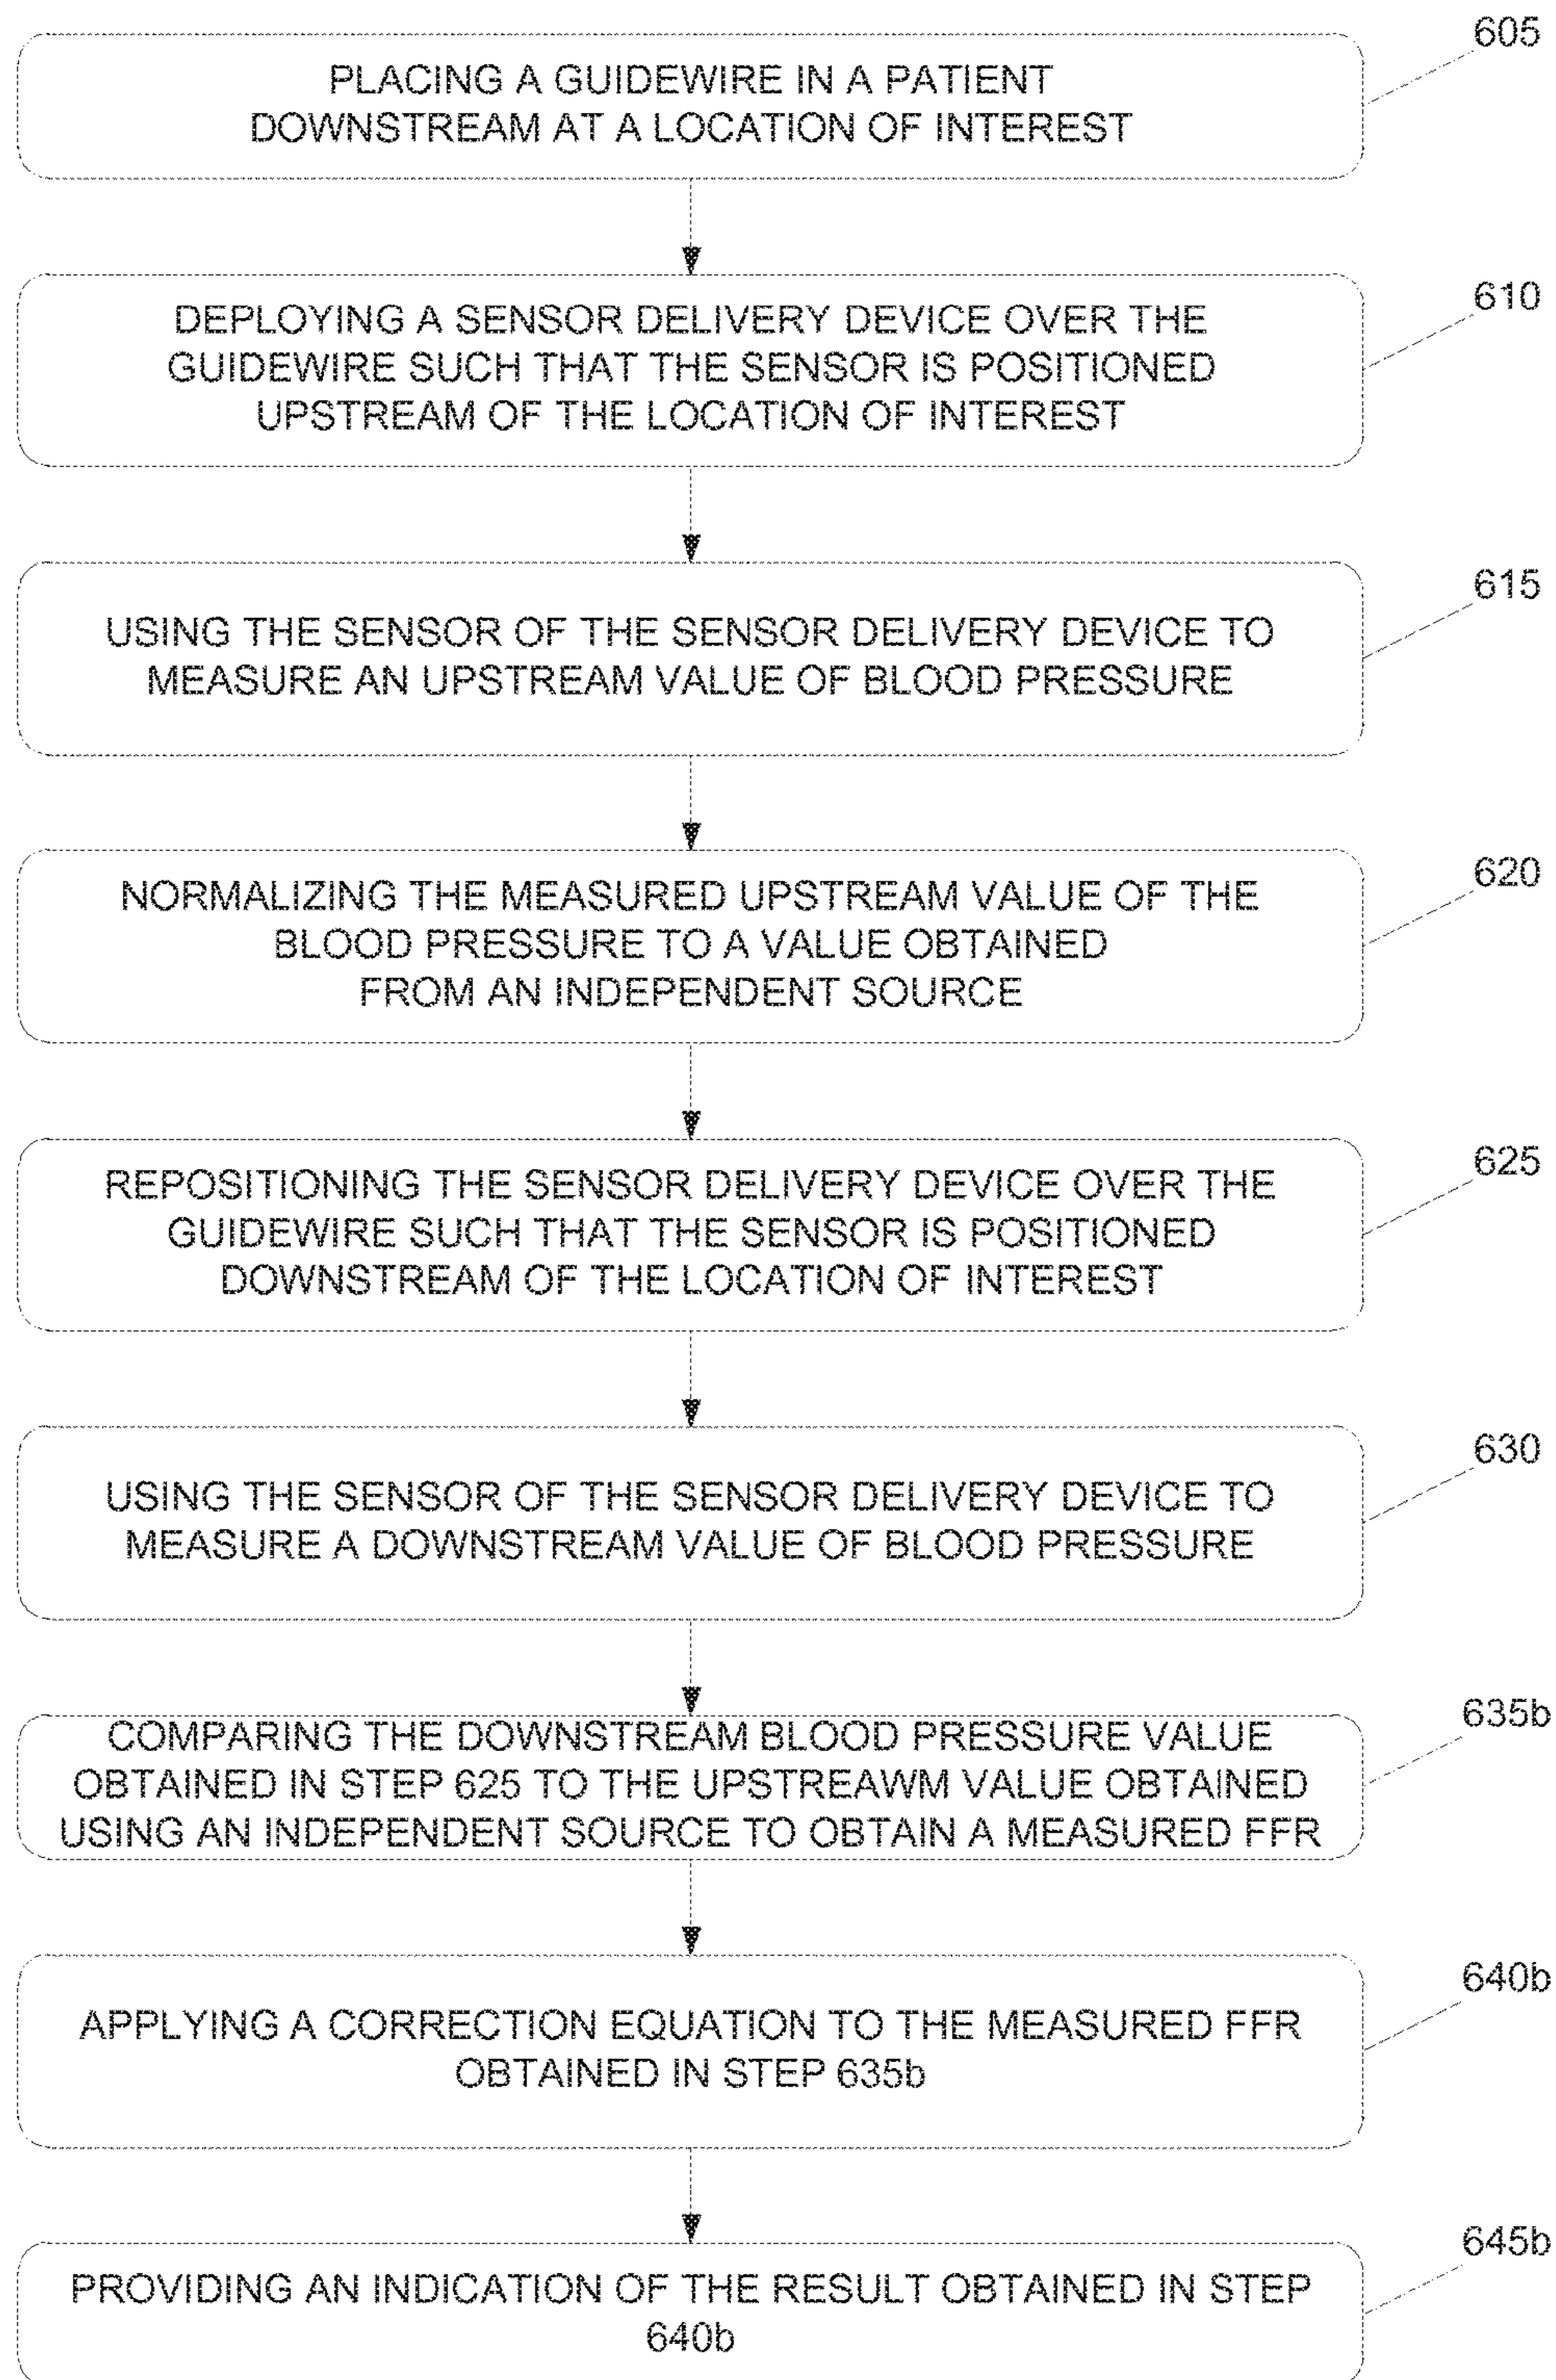 605
PLACING A GUIDEWIRE IN A PATIENT
DOWNSTREAM AT A LOCATION OF INTEREST
610
DEPLOYING A SENSOR DELIVERY DEVICE OVER THE
GUIDEWIRE SUCH THAT THE SENSOR IS POSITIONED
UPSTREAM OF THE LOCATION OF INTEREST
615
USING THE SENSOR OF THE SENSOR DELIVERY DEVICE TO
MEASURE AN UPSTREAM VALUE OF BLOOD PRESSURE
620
NORMALIZING THE MEASURED UPSTREAM VALUE OF THE
BLOOD PRESSURE TO A VALUE OBTAINED
FROM AN INDEPENDENT SOURCE
625
REPOSITIONING THE SENSOR DELIVERY DEVICE OVER THE
GUIDEWIRE SUCH THAT THE SENSOR IS POSITIONED
DOWNSTREAM OF THE LOCATION OF INTEREST
630
USING THE SENSOR OF THE SENSOR DELIVERY DEVICE TO
MEASURE A DOWNSTREAM VALUE OF BLOOD PRESSURE
635b
COMPARING THE DOWNSTREAM BLOOD PRESSURE VALUE
OBTAINED IN STEP 625 TO THE UPSTREAWM VALUE OBTAINED
USING AN INDEPENDENT SOURCE TO OBTAIN A MEASURED FFR
640b
APPLYING A CORRECTION EQUATION TO THE MEASURED FFR
OBTAINED IN STEP 635b
645b
PROVIDING AN INDICATION OF THE RESULT OBTAINED IN STEP
640b